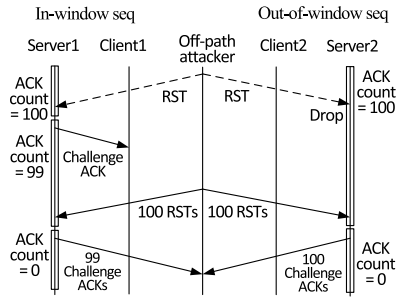 In-window seq
Out-of-window seq
Server1
Client1
Off-path
attacker
Client2
Server2
ACK
count
= 100
RST
RST
Drop
ACK
count
= 100
ACK
count
= 99
Challenge
ACK
100 RSTs
100 RSTs
ACK
count
=0
99
Challenge
ACKs
100
Challenge
ACKs
ACK
count
=0